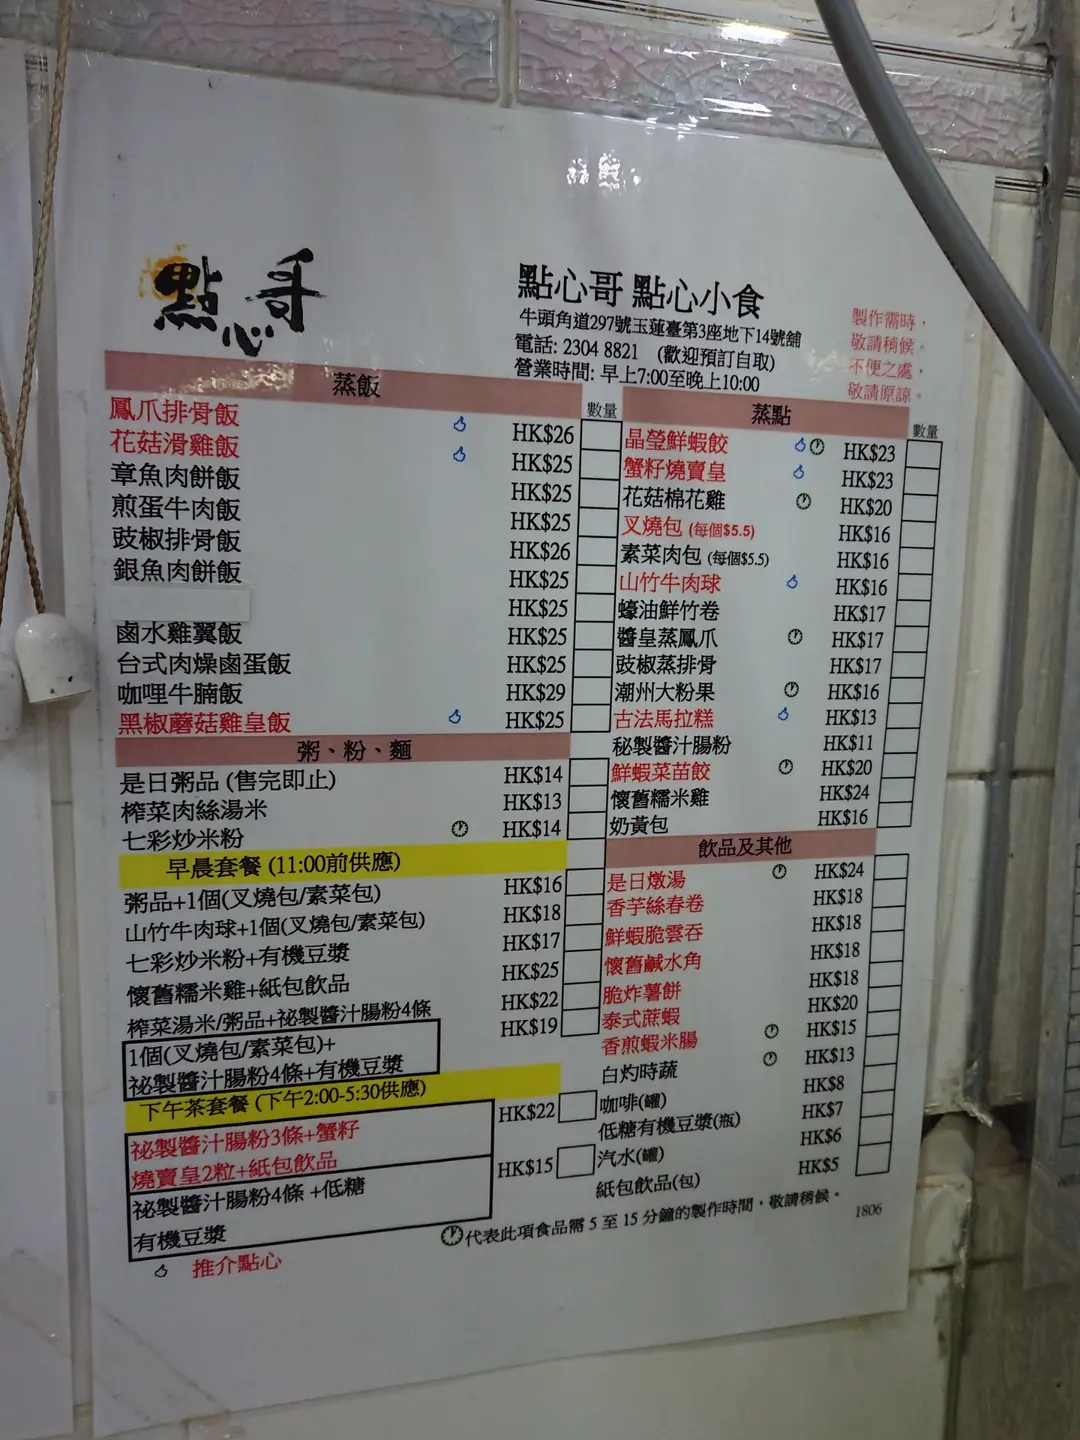 點心哥
點心哥 點心小食
牛頭角道297號玉蓮臺第3座地下14號舖
電話: 2304 8821 (歡迎預訂自取)
營業時間: 早上7:00至晚上10:00
製作需時，
敬請稍候。
不便之處，
敬請原諒。
蒸飯
數量
鳳爪排骨飯 HK$26
花菇滑雞飯 HK$25
章魚肉餅飯 HK$25
煎蛋牛肉飯 HK$25
豉椒排骨飯 HK$26
銀魚肉餅飯 HK$25
HK$25
鹵水雞翼飯 HK$25
台式肉燥鹵蛋飯 HK$25
咖哩牛腩飯 HK$29
黑椒蘑菇雞皇飯 HK$25
粥、粉、麵
是日粥品 (售完即止) HK$14
榨菜肉絲湯米 HK$13
七彩炒米粉 HK$14
早晨套餐 (11:00前供應)
粥品+1個(叉燒包/素菜包) HK$16
山竹牛肉球+1個(叉燒包/素菜包) HK$18
七彩炒米粉+有機豆漿 HK$17
懷舊糯米雞+紙包飲品 HK$25
榨菜湯米/粥品+祕製醬汁腸粉4條 HK$22
1個(叉燒包/素菜包)+ HK$19
祕製醬汁腸粉4條+有機豆漿
下午茶套餐 (下午2:00-5:30供應)
祕製醬汁腸粉3條+蟹籽 HK$22
燒賣皇2粒+紙包飲品
祕製醬汁腸粉4條 +低糖 HK$15
有機豆漿
推介點心
蒸點
數量
晶瑩鮮蝦餃 HK$23
蟹籽燒賣皇 HK$23
花菇棉花雞 HK$20
叉燒包 (每個$5.5) HK$16
素菜肉包 (每個$5.5) HK$16
山竹牛肉球 HK$16
蠔油鮮竹卷 HK$17
醬皇蒸鳳爪 HK$17
豉椒蒸排骨 HK$17
潮州大粉果 HK$16
古法馬拉糕 HK$13
秘製醬汁腸粉 HK$11
鮮蝦菜苗餃 HK$20
懷舊糯米雞 HK$24
奶黃包 HK$16
飲品及其他
是日燉湯 HK$24
香芋絲春卷 HK$18
鮮蝦脆雲吞 HK$18
懷舊鹹水角 HK$18
脆炸薯餅 HK$18
泰式蔗蝦 HK$20
香煎蝦米腸 HK$15
白灼時蔬 HK$13
咖啡(罐) HK$8
低糖有機豆漿(瓶) HK$7
汽水(罐) HK$6
紙包飲品(包) HK$5
代表此項食品需 5 至 15 分鐘的製作時間，敬請稍候。
1806